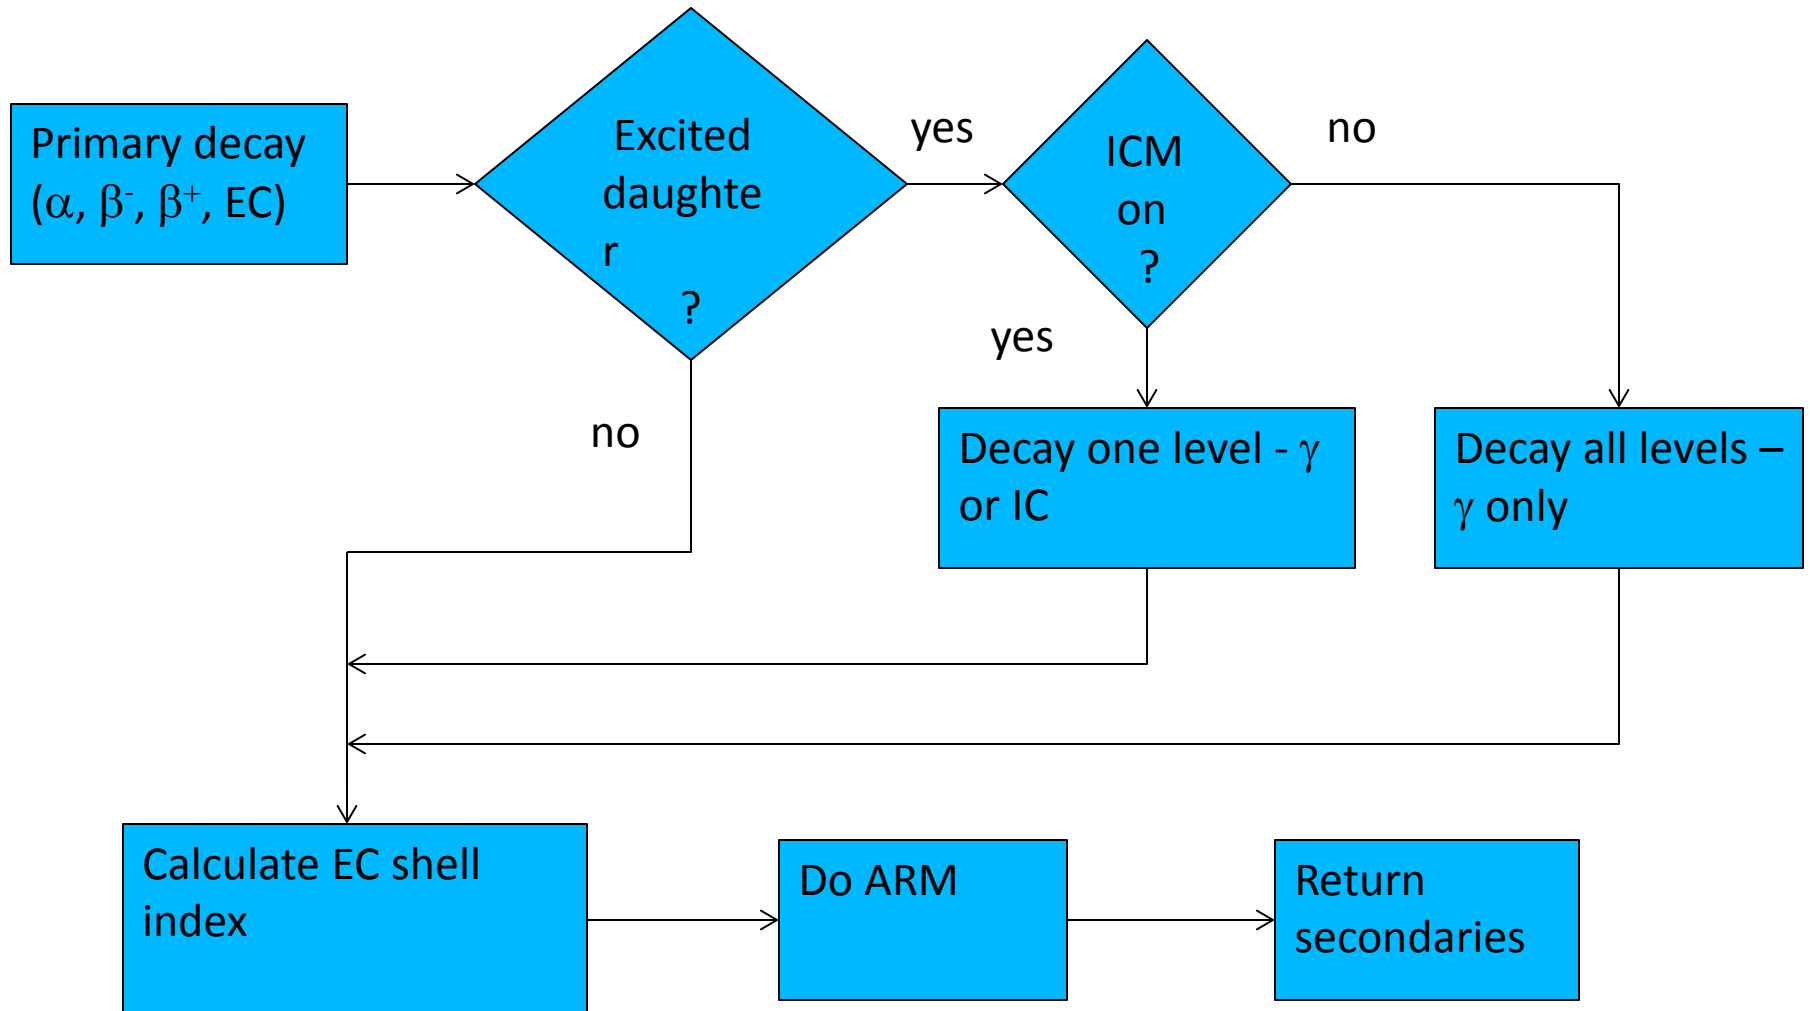 Primary decay
(α, β⁻, β⁺, EC)
Excited
daughte
r
?
yes
ICM
on
?
no
yes
no
Decay one level - γ
or IC
Decay all levels –
γ only
Calculate EC shell
index
Do ARM
Return
secondaries